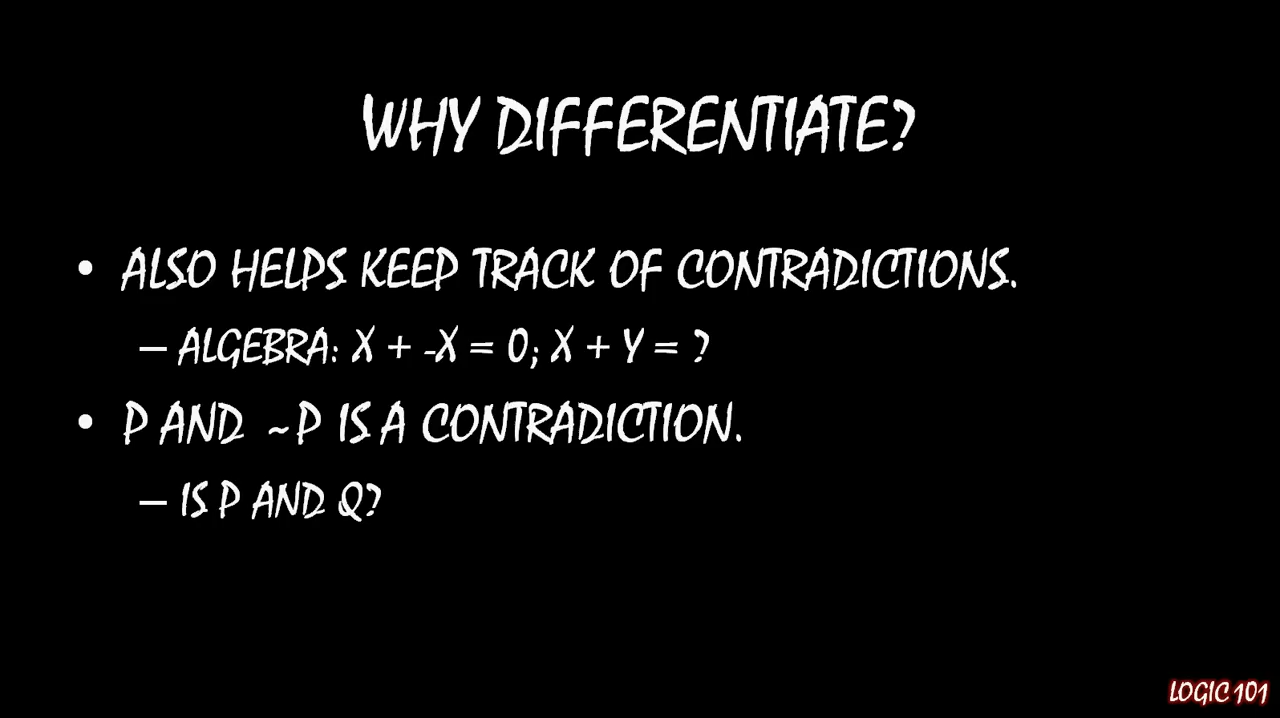 WHY DIFFERENTIATE?
• ALSO HELPS KEEP TRACK OF CONTRADICTIONS.
– ALGEBRA: X + -X = 0; X + Y = ?
• P AND ~P IS A CONTRADICTION.
– IS P AND Q?
LOGIC 101